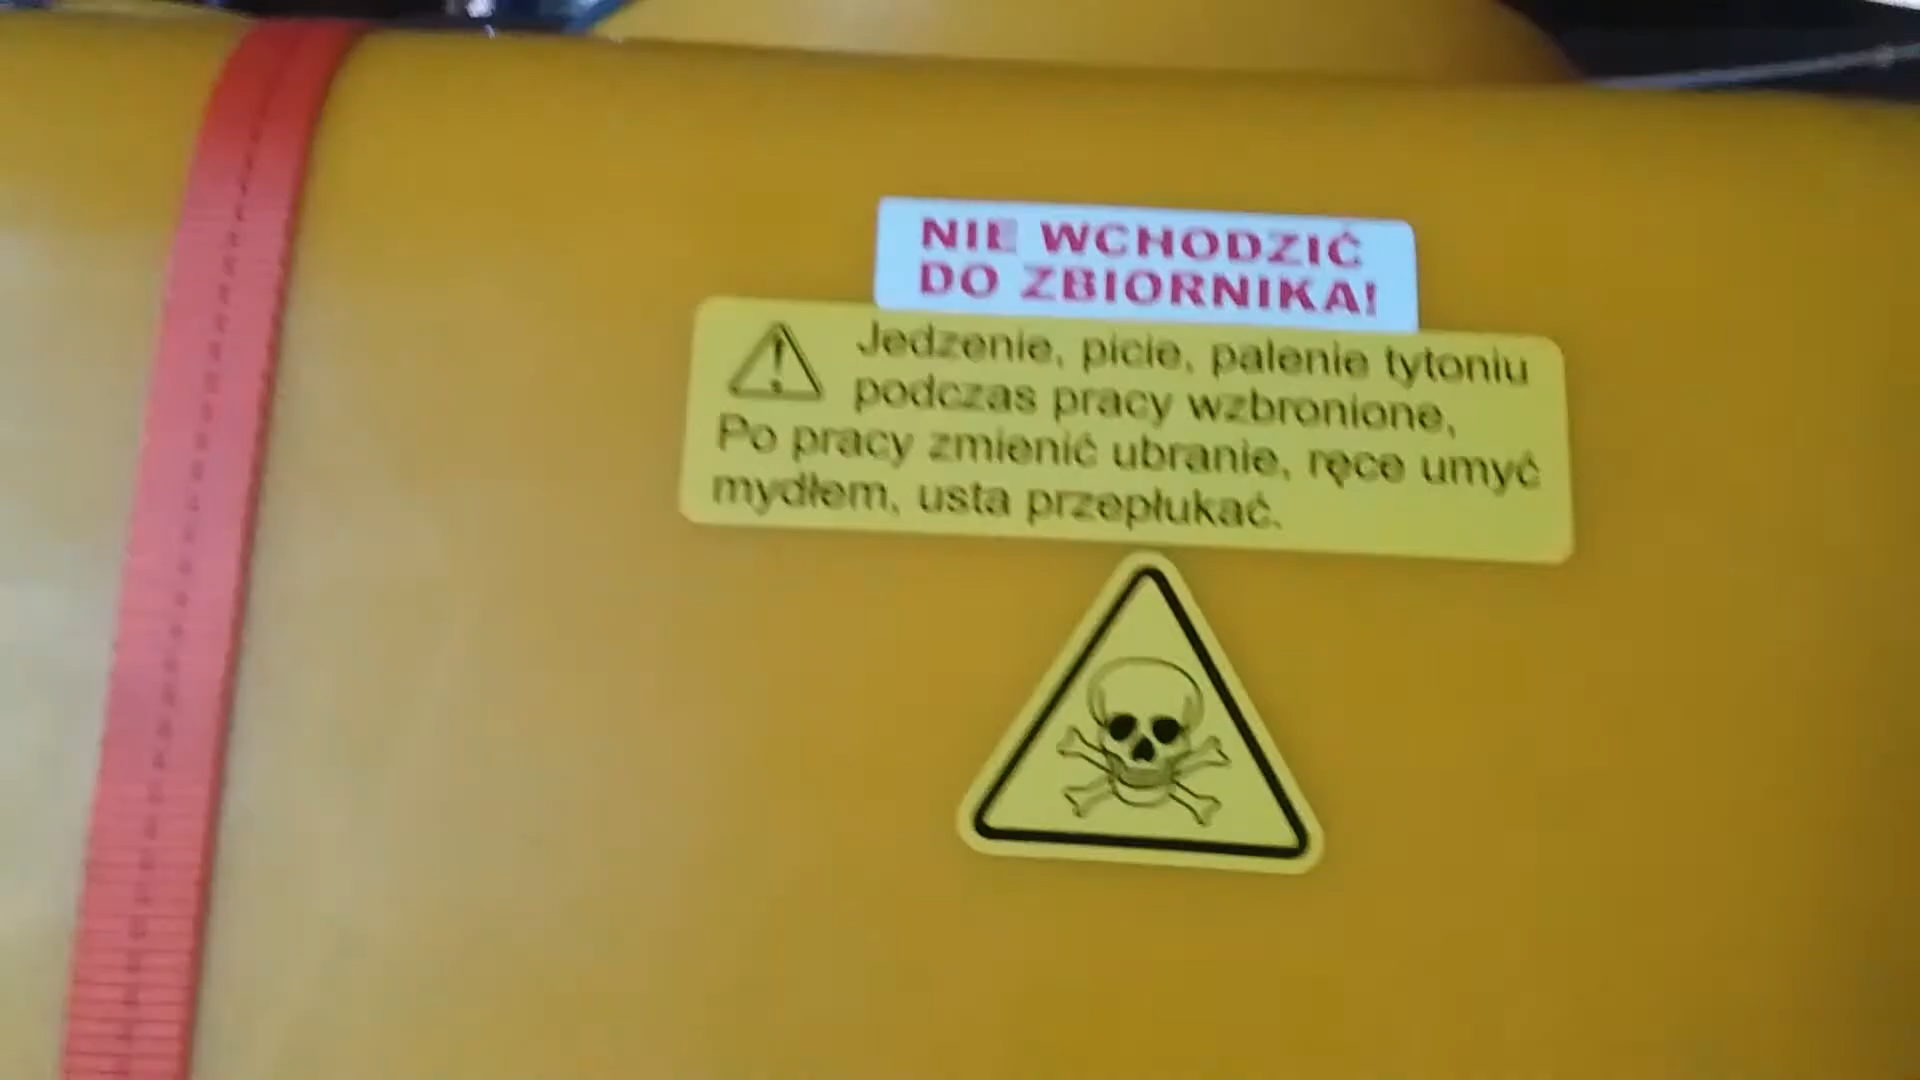 NIE WCHODZIĆ
DO ZBIORNIKA!
Jedzenie, picie, palenie tytoniu
podczas pracy wzbronione,
Po pracy zmienić ubranie, ręce umyć
mydłem, usta przepłukać.